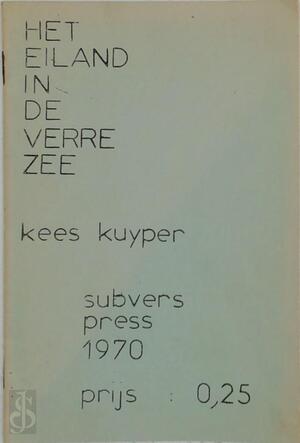 HET
EILAND
IN
DE
VERRE
ZEE
kees kuyper
subvers
press
1970
prijs : 0,25